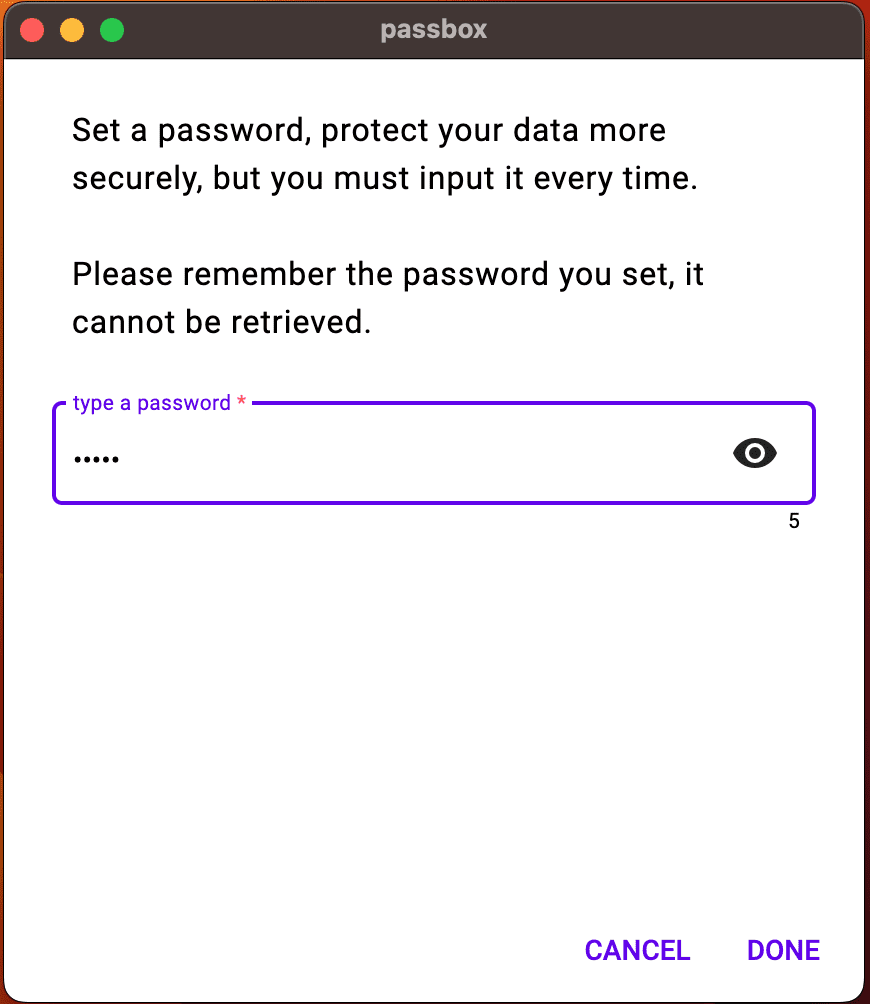 passbox
Set a password, protect your data more
securely, but you must input it every time.
Please remember the password you set, it
cannot be retrieved.
type a password *
•••••
5
CANCEL DONE